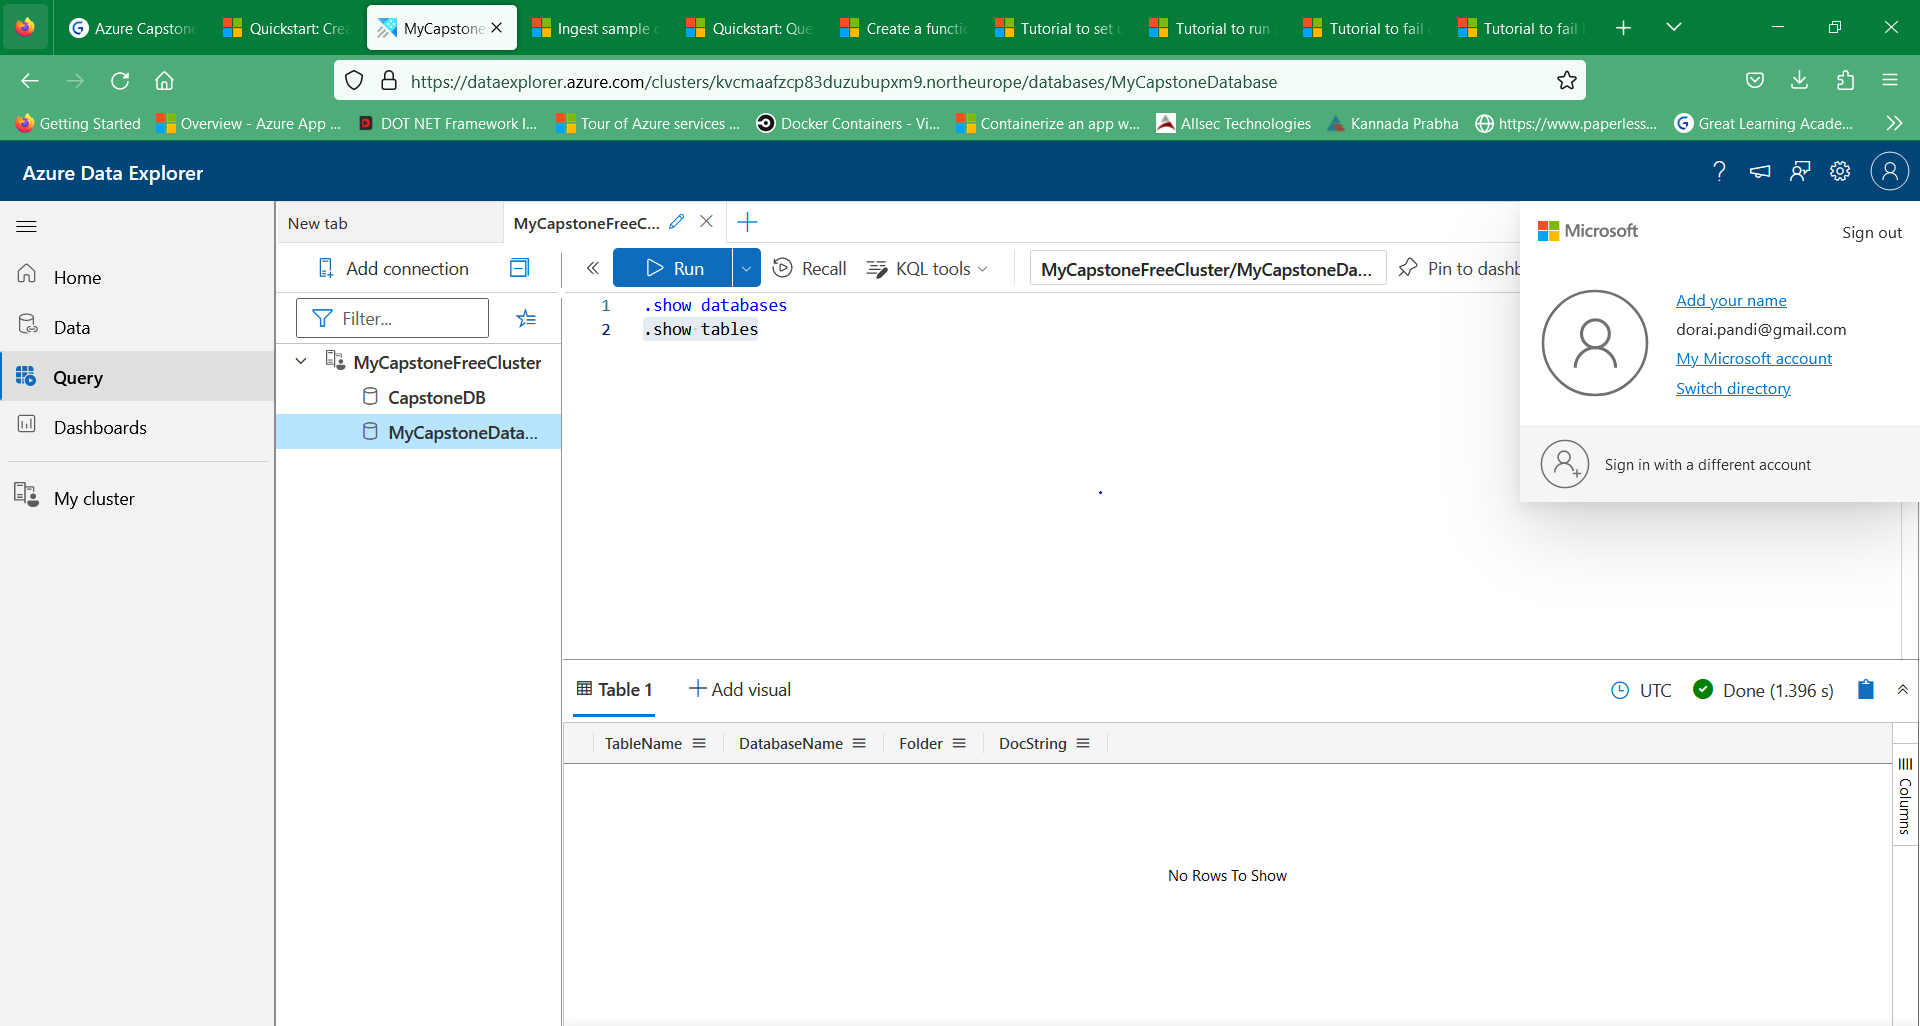 Azure Capstone
Quickstart: Crea
MyCapstone
Ingest sample d
Quickstart: Que
Create a functio
Tutorial to set u
Tutorial to run a
Tutorial to fail o
Tutorial to fail b
https://dataexplorer.azure.com/clusters/kvcmaafzcp83duzubupxm9.northeurope/databases/MyCapstoneDatabase
Getting Started
Overview - Azure App ...
DOT NET Framework I...
Tour of Azure services ...
Docker Containers - Vi...
Containerize an app w...
Allsec Technologies
Kannada Prabha
https://www.paperless...
Great Learning Acade...
Azure Data Explorer
Home
Data
Query
Dashboards
My cluster
New tab
MyCapstoneFreeC...
Add connection
Run
Recall
KQL tools
MyCapstoneFreeCluster/MyCapstoneDa...
Pin to dashb
Filter...
MyCapstoneFreeCluster
CapstoneDB
MyCapstoneData...
1 .show databases
2 .show tables
Microsoft
Sign out
Add your name
dorai.pandi@gmail.com
My Microsoft account
Switch directory
Sign in with a different account
Table 1
Add visual
UTC
Done (1.396 s)
TableName
DatabaseName
Folder
DocString
Columns
No Rows To Show